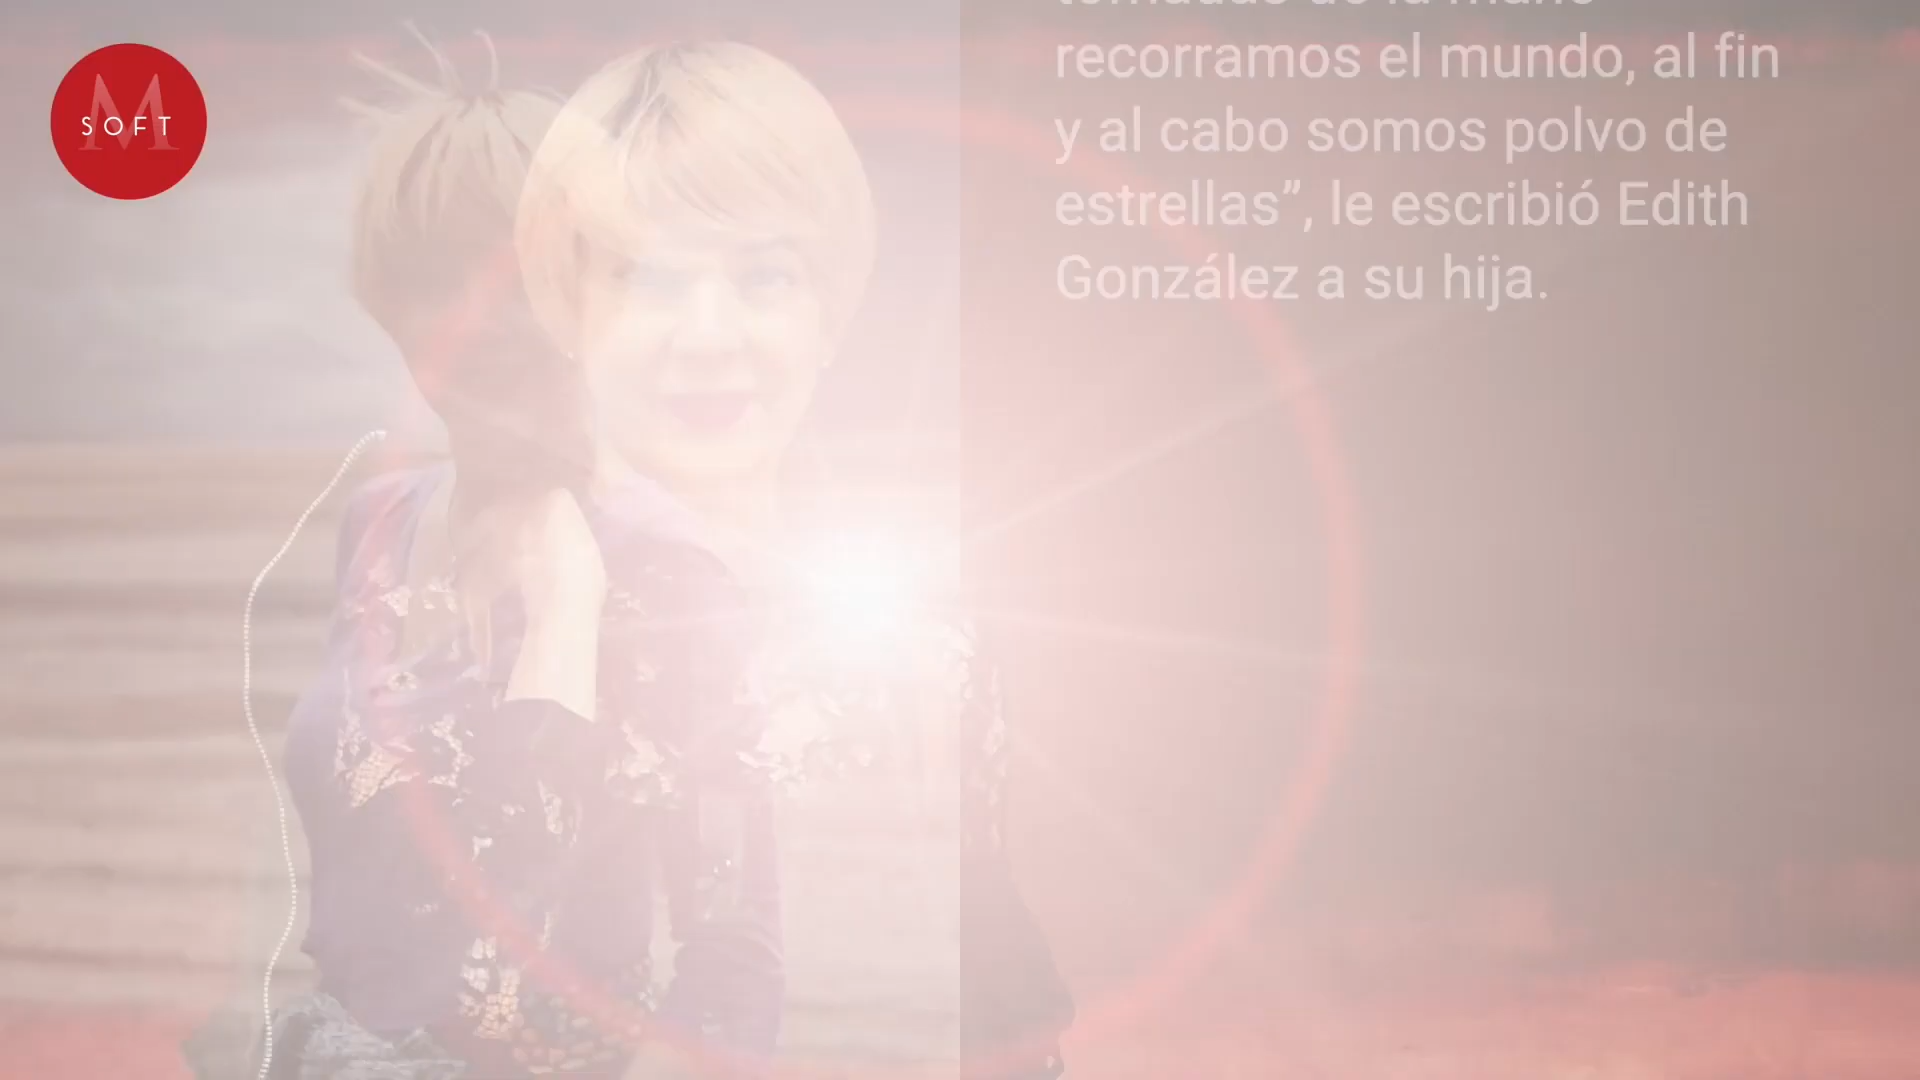 M
SOFT
recorramos el mundo, al fin
y al cabo somos polvo de
estrellas”, le escribió Edith
González a su hija.